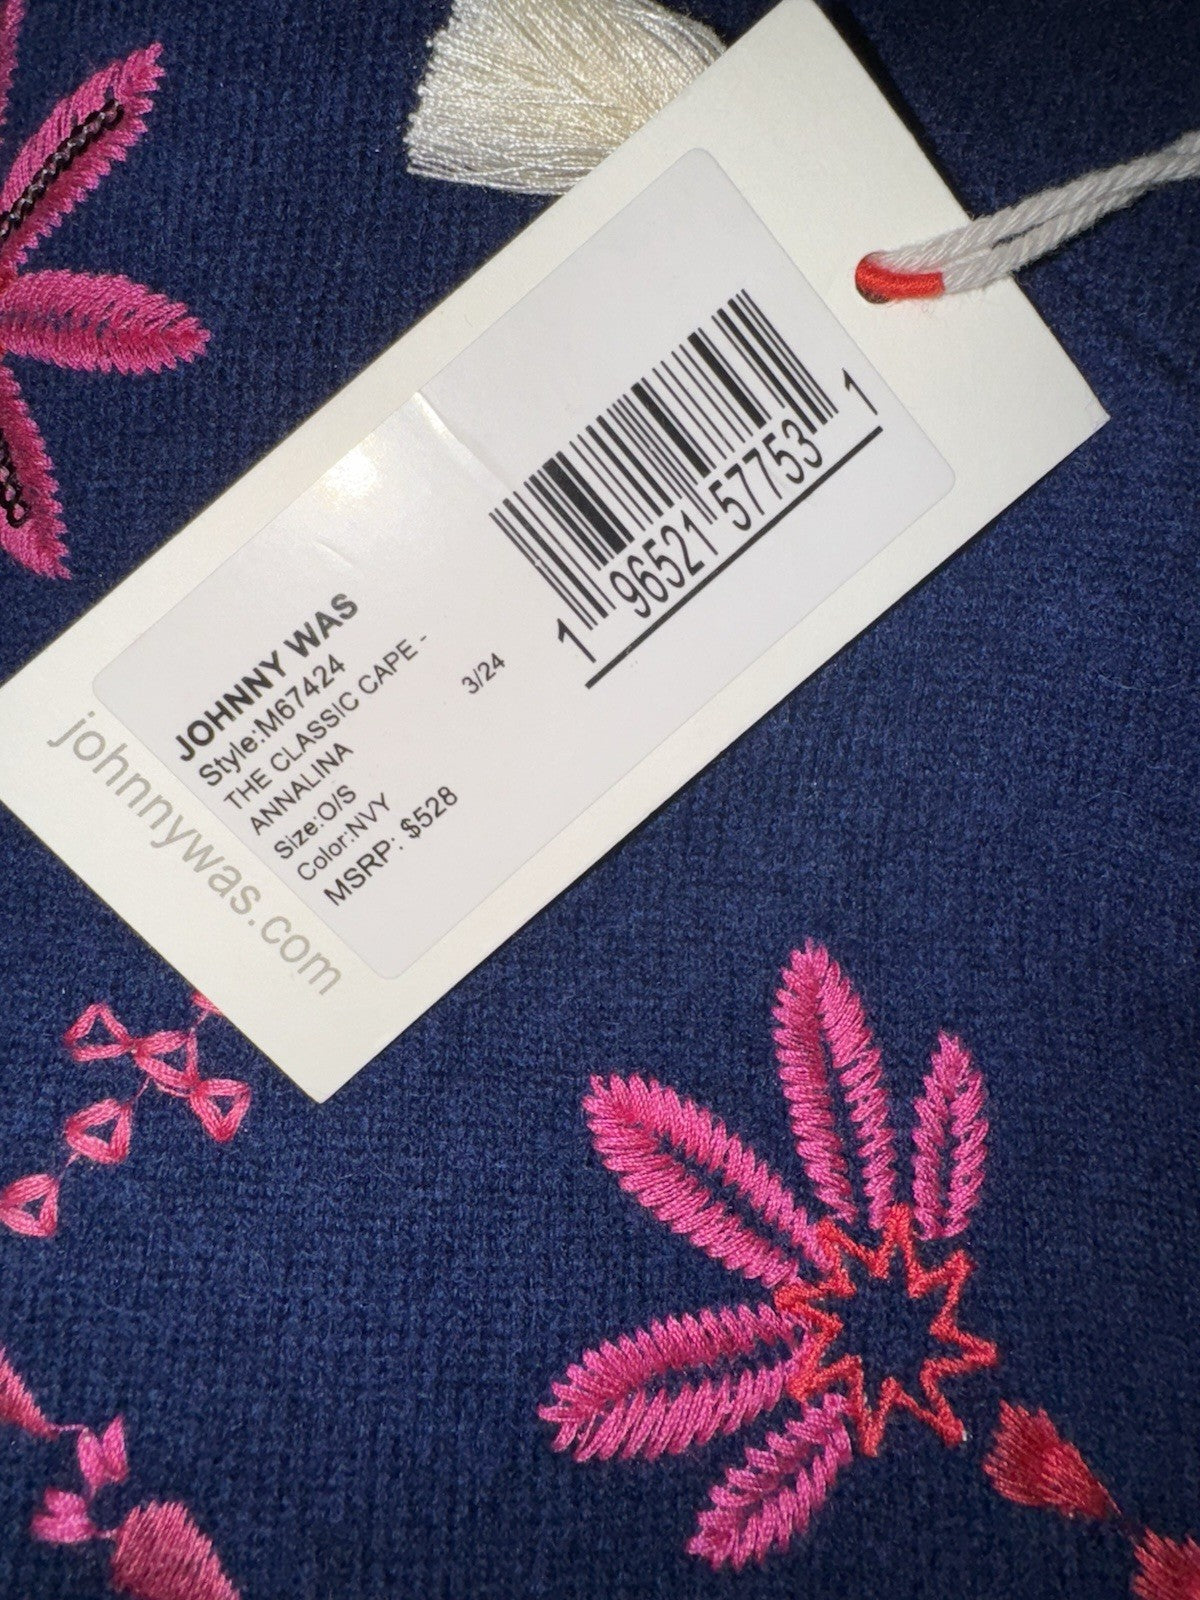 JOHNNY WAS
Style:M67424
THE CLASSIC CAPE -
ANNALINA
3/24
Size:O/S
Color:NVY
MSRP: $528
1 96521 57753 1
johnnywas.com